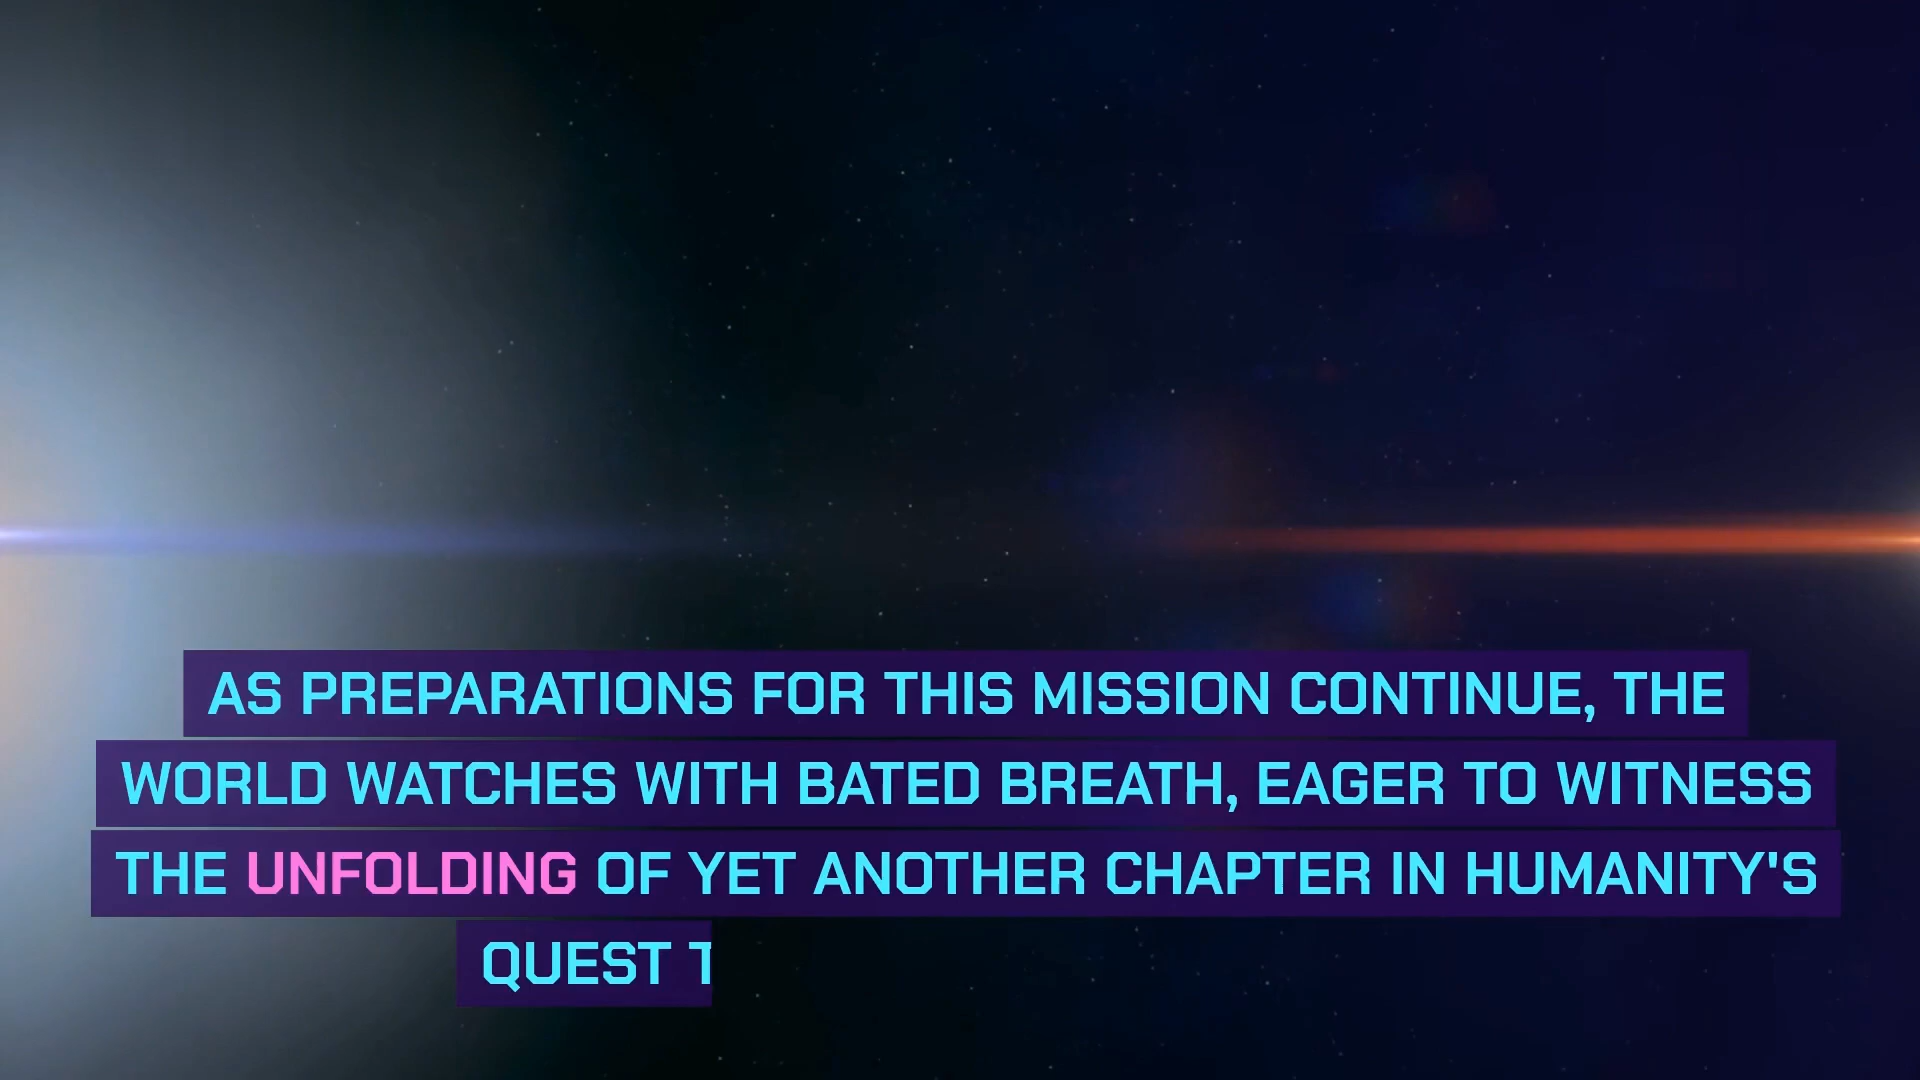 AS PREPARATIONS FOR THIS MISSION CONTINUE, THE
WORLD WATCHES WITH BATED BREATH, EAGER TO WITNESS
THE UNFOLDING OF YET ANOTHER CHAPTER IN HUMANITY'S
QUEST